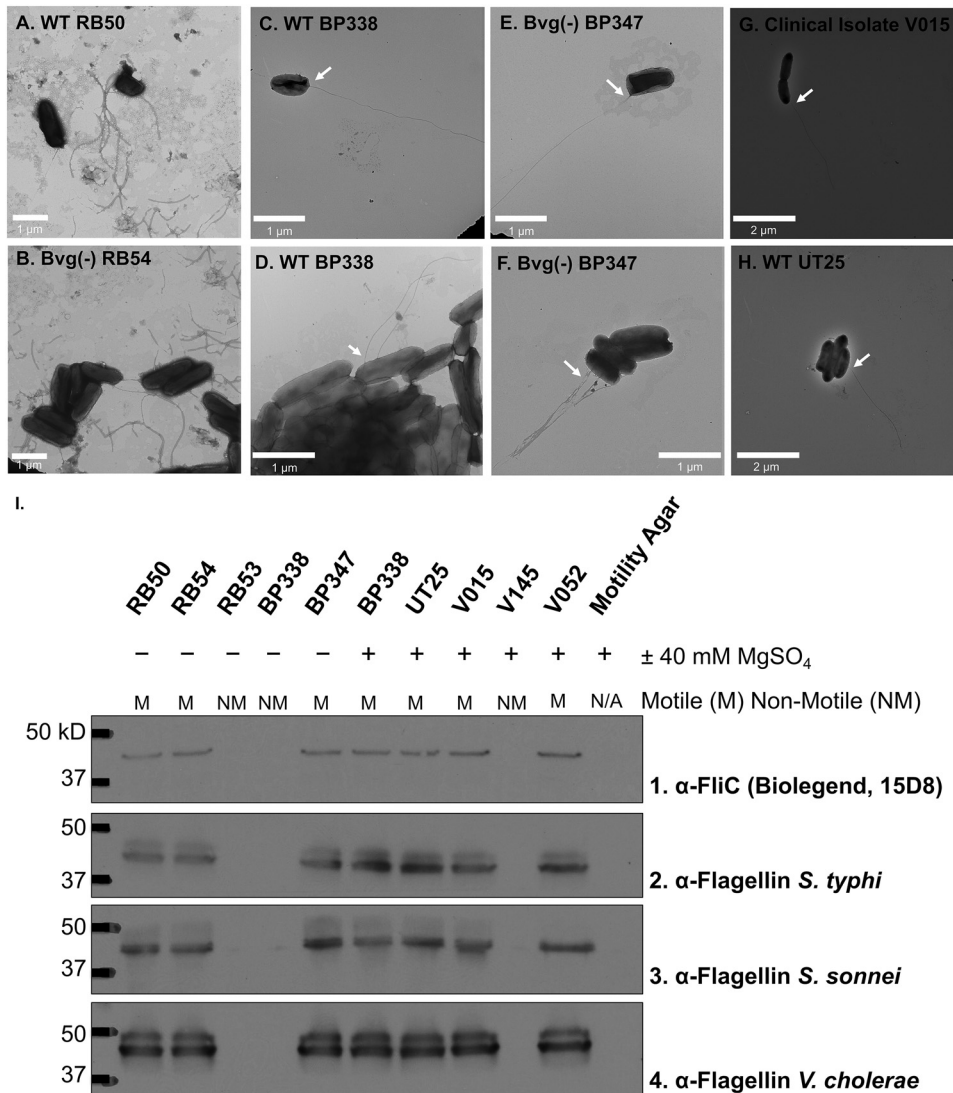 A. WT RB50
C. WT BP338
E. Bvg(-) BP347
G. Clinical Isolate V015
1 µm
1 µm
1 µm
2 µm
B. Bvg(-) RB54
D. WT BP338
F. Bvg(-) BP347
H. WT UT25
1 µm
1 µm
1 µm
2 µm
I.
RB50 RB54 RB53 BP338 BP347 BP338 UT25 V015 V145 V052 Motility Agar
− − − − − + + + + + + ± 40 mM MgSO₄
M M NM NM M M M M NM M N/A Motile (M) Non-Motile (NM)
50 kD
37
1. α-FliC (Biolegend, 15D8)
50
37
2. α-Flagellin S. typhi
50
37
3. α-Flagellin S. sonnei
50
37
4. α-Flagellin V. cholerae